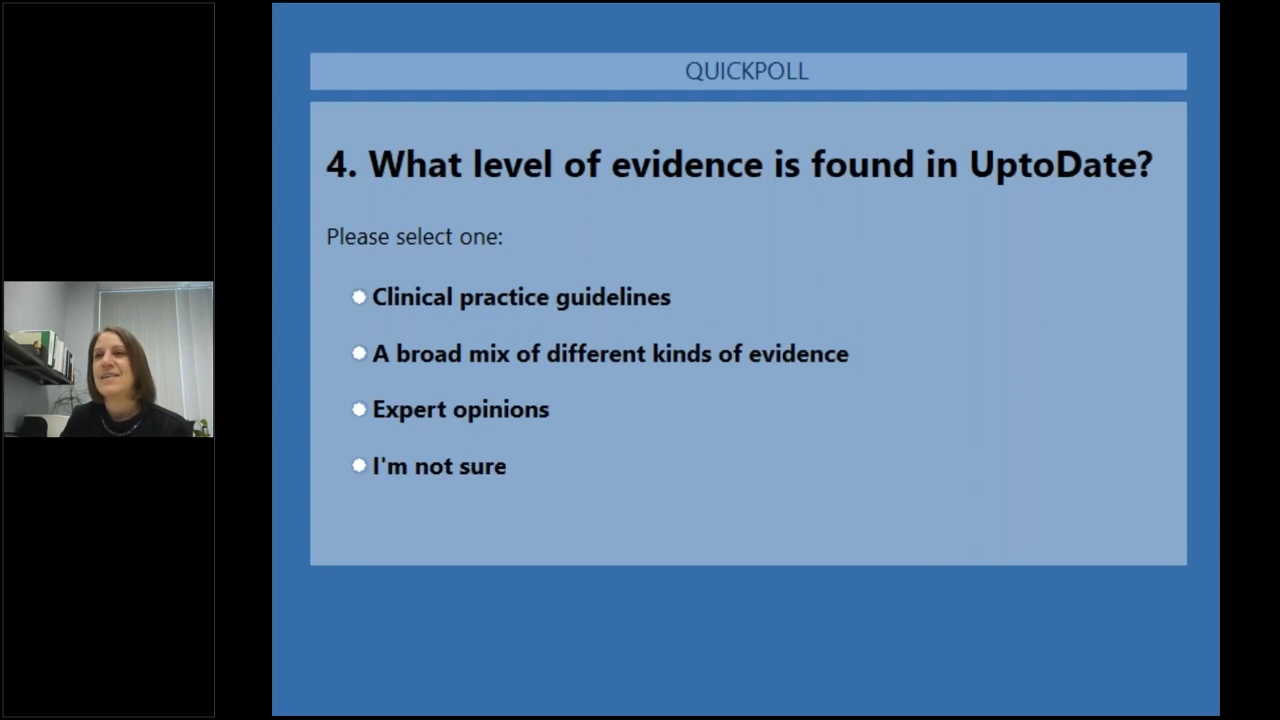 QUICKPOLL
4. What level of evidence is found in UptoDate?
Please select one:
Clinical practice guidelines
A broad mix of different kinds of evidence
Expert opinions
I'm not sure